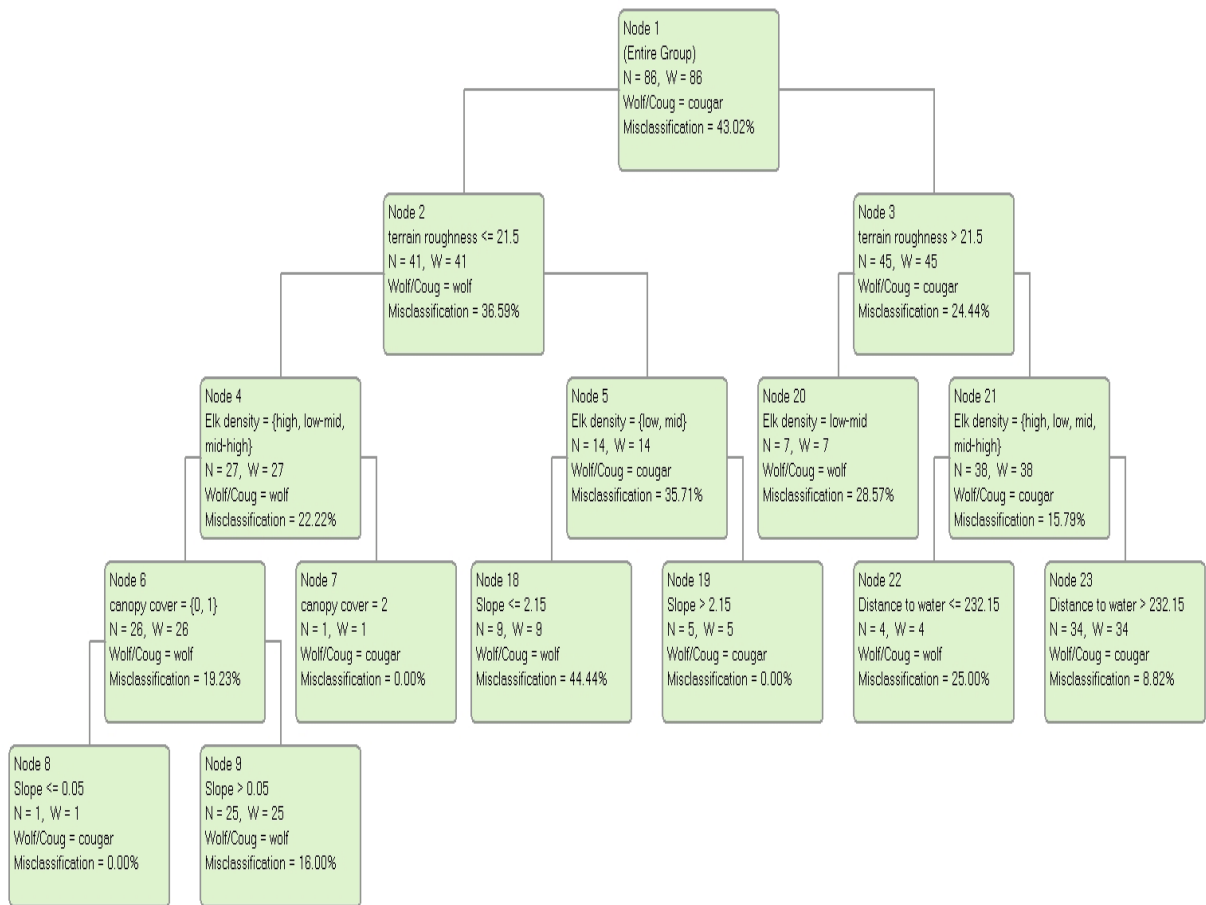 Node 1
(Entire Group)
N = 86, W = 86
Wolf/Coug = cougar
Misclassification = 43.02%
Node 2
terrain roughness <= 21.5
N = 41, W = 41
Wolf/Coug = wolf
Misclassification = 36.59%
Node 3
terrain roughness > 21.5
N = 45, W = 45
Wolf/Coug = cougar
Misclassification = 24.44%
Node 4
Elk density = {high, low-mid,
mid-high}
N = 27, W = 27
Wolf/Coug = wolf
Misclassification = 22.22%
Node 5
Elk density = {low, mid}
N = 14, W = 14
Wolf/Coug = cougar
Misclassification = 35.71%
Node 20
Elk density = low-mid
N = 7, W = 7
Wolf/Coug = wolf
Misclassification = 28.57%
Node 21
Elk density = {high, low, mid,
mid-high}
N = 38, W = 38
Wolf/Coug = cougar
Misclassification = 15.79%
Node 6
canopy cover = {0, 1}
N = 26, W = 26
Wolf/Coug = wolf
Misclassification = 19.23%
Node 7
canopy cover = 2
N = 1, W = 1
Wolf/Coug = cougar
Misclassification = 0.00%
Node 18
Slope <= 2.15
N = 9, W = 9
Wolf/Coug = wolf
Misclassification = 44.44%
Node 19
Slope > 2.15
N = 5, W = 5
Wolf/Coug = cougar
Misclassification = 0.00%
Node 22
Distance to water <= 232.15
N = 4, W = 4
Wolf/Coug = wolf
Misclassification = 25.00%
Node 23
Distance to water > 232.15
N = 34, W = 34
Wolf/Coug = cougar
Misclassification = 8.82%
Node 8
Slope <= 0.05
N = 1, W = 1
Wolf/Coug = cougar
Misclassification = 0.00%
Node 9
Slope > 0.05
N = 25, W = 25
Wolf/Coug = wolf
Misclassification = 16.00%